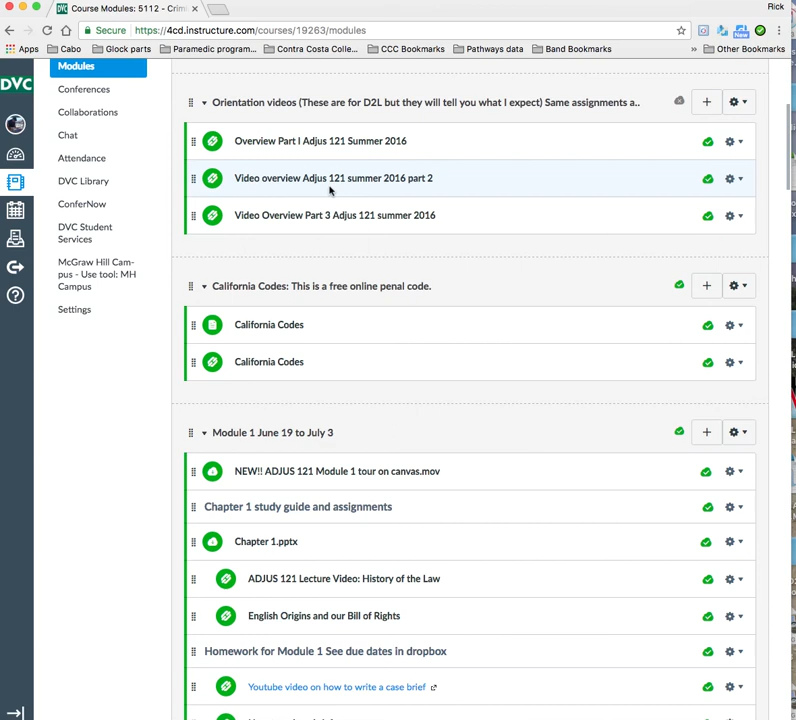 Course Modules: 5112 - Crim
Rick
Secure
https://4cd.instructure.com/courses/19263/modules
New
Apps
Cabo
Glock parts
Paramedic program...
Contra Costa Colle...
CCC Bookmarks
Pathways data
Band Bookmarks
» Other Bookmarks
DVC
Modules
Conferences
Collaborations
Chat
Attendance
DVC Library
ConferNow
DVC Student
Services
McGraw Hill Cam-
pus - Use tool: MH
Campus
Settings
Orientation videos (These are for D2L but they will tell you what I expect) Same assignments a..
Overview Part I Adjus 121 Summer 2016
Video overview Adjus 121 summer 2016 part 2
Video Overview Part 3 Adjus 121 summer 2016
California Codes: This is a free online penal code.
California Codes
California Codes
Module 1 June 19 to July 3
NEW!! ADJUS 121 Module 1 tour on canvas.mov
Chapter 1 study guide and assignments
Chapter 1.pptx
ADJUS 121 Lecture Video: History of the Law
English Origins and our Bill of Rights
Homework for Module 1 See due dates in dropbox
Youtube video on how to write a case brief